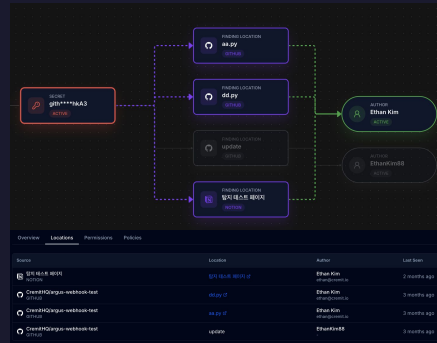 SECRET
gith****hkA3
ACTIVE
FINDING LOCATION
aa.py
GITHUB
FINDING LOCATION
dd.py
GITHUB
FINDING LOCATION
update
GITHUB
FINDING LOCATION
탐지 테스트 페이지
NOTION
AUTHOR
Ethan Kim
ACTIVE
AUTHOR
EthanKim88
Overview Locations Permissions Policies
Source Location Author Last Seen
탐지 테스트 페이지 탐지 테스트 페이지 Ethan Kim 2 months ago
NOTION ethan@cremit.io
CremitHQ/argus-webhook-test dd.py Ethan Kim 3 months ago
GITHUB ethan@cremit.io
CremitHQ/argus-webhook-test aa.py Ethan Kim 3 months ago
GITHUB ethan@cremit.io
CremitHQ/argus-webhook-test update EthanKim88 3 months ago
GITHUB -